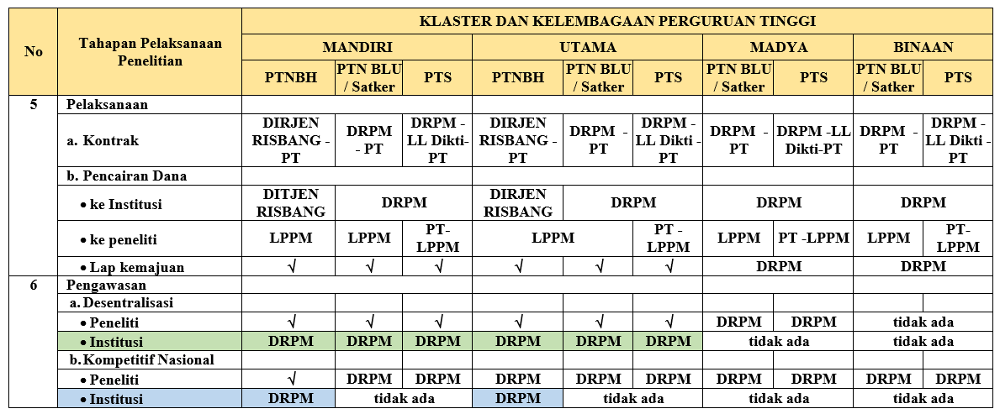 KLASTER DAN KELEMBAGAAN PERGURUAN TINGGI
No
Tahapan Pelaksanaan
Penelitian
MANDIRI UTAMA MADYA BINAAN
PTNBH
PTN BLU
/ Satker
PTS
PTNBH
PTN BLU
/ Satker
PTS
PTN BLU
/ Satker
PTS
PTN BLU
/ Satker
PTS
5 Pelaksanaan
a. Kontrak
DIRJEN
RISBANG -
PT
DRPM
- PT
DRPM -
LL Dikti-
PT
DIRJEN
RISBANG -
PT
DRPM -
PT
DRPM -
LL Dikti -
PT
DRPM -
PT
DRPM -LL
Dikti-PT
DRPM -
PT
DRPM -
LL Dikti -
PT
b. Pencairan Dana
• ke Institusi
DITJEN
RISBANG
DRPM
DIRJEN
RISBANG
DRPM
DRPM
DRPM
• ke peneliti
LPPM
LPPM
PT-
LPPM
LPPM
PT -
LPPM
LPPM
PT -LPPM
LPPM
PT-
LPPM
• Lap kemajuan √ √ √ √ √ √ DRPM DRPM
6 Pengawasan
a. Desentralisasi
• Peneliti √ √ √ √ √ √ DRPM DRPM tidak ada
• Institusi DRPM DRPM DRPM DRPM DRPM DRPM tidak ada tidak ada
b. Kompetitif Nasional
• Peneliti √ DRPM DRPM DRPM DRPM DRPM DRPM DRPM DRPM DRPM
• Institusi DRPM tidak ada DRPM tidak ada tidak ada tidak ada